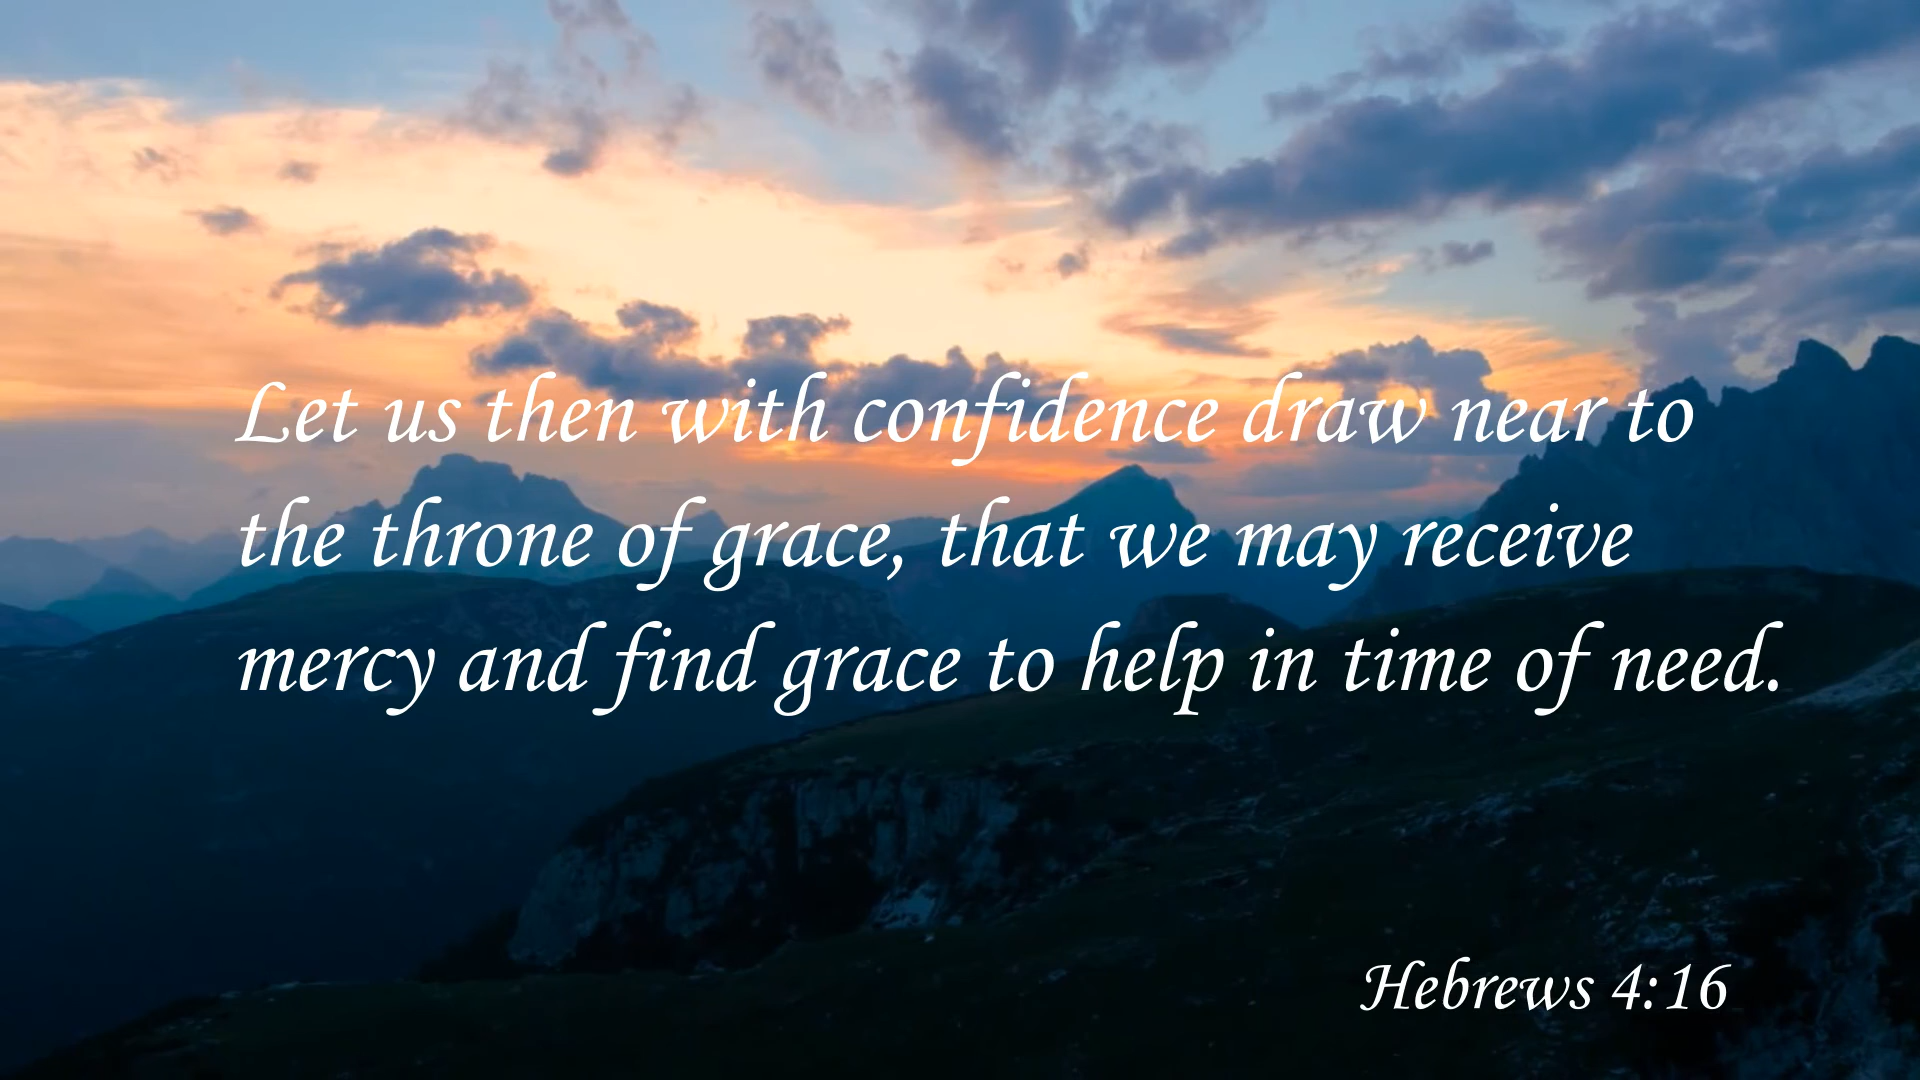 Let us then with confidence draw near to
the throne of grace, that we may receive
mercy and find grace to help in time of need.
Hebrews 4:16